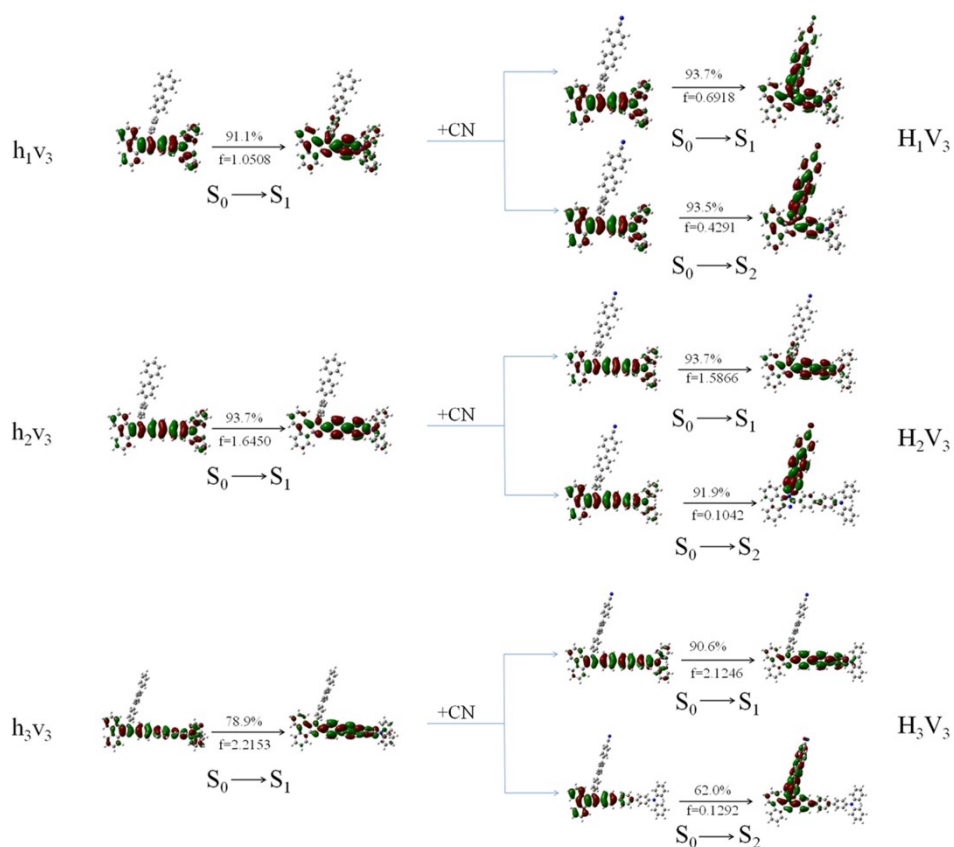 h1v3
91.1%
f=1.0508
S0 → S1
+CN
93.7%
f=0.6918
S0 → S1
93.5%
f=0.4291
S0 → S2
H1V3
h2v3
93.7%
f=1.6450
S0 → S1
+CN
93.7%
f=1.5866
S0 → S1
91.9%
f=0.1042
S0 → S2
H2V3
h3v3
78.9%
f=2.2153
S0 → S1
+CN
90.6%
f=2.1246
S0 → S1
62.0%
f=0.1292
S0 → S2
H3V3